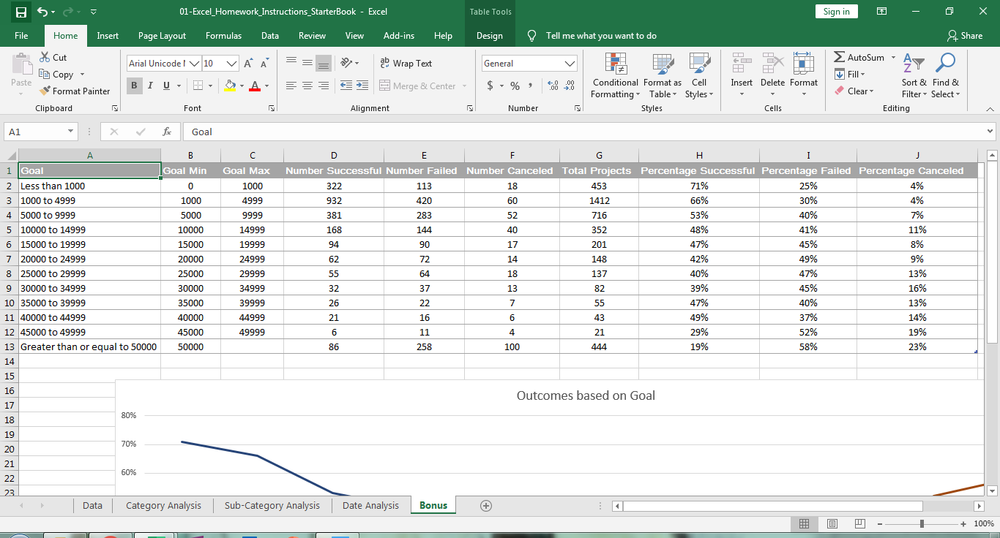 01-Excel_Homework_Instructions_StarterBook - Excel
Table Tools
Sign in
File Home Insert Page Layout Formulas Data Review View Add-ins Help Design Tell me what you want to do Share
Cut
Copy
Format Painter
Paste
Clipboard
Arial Unicode 10
B I U A
Font
Wrap Text
Merge & Center
Alignment
General
$ % ,
Number
Conditional Formatting
Format as Table
Cell Styles
Styles
Insert Delete Format
Cells
AutoSum
Fill
Clear
Sort & Filter
Find & Select
Editing
A1 fx Goal
A B C D E F G H I J
1 Goal Goal Min Goal Max Number Successful Number Failed Number Canceled Total Projects Percentage Successful Percentage Failed Percentage Canceled
2 Less than 1000 0 1000 322 113 18 453 71% 25% 4%
3 1000 to 4999 1000 4999 932 420 60 1412 66% 30% 4%
4 5000 to 9999 5000 9999 381 283 52 716 53% 40% 7%
5 10000 to 14999 10000 14999 168 144 40 352 48% 41% 11%
6 15000 to 19999 15000 19999 94 90 17 201 47% 45% 8%
7 20000 to 24999 20000 24999 62 72 14 148 42% 49% 9%
8 25000 to 29999 25000 29999 55 64 18 137 40% 47% 13%
9 30000 to 34999 30000 34999 32 37 13 82 39% 45% 16%
10 35000 to 39999 35000 39999 26 22 7 55 47% 40% 13%
11 40000 to 44999 40000 44999 21 16 6 43 49% 37% 14%
12 45000 to 49999 45000 49999 6 11 4 21 29% 52% 19%
13 Greater than or equal to 50000 50000 86 258 100 444 19% 58% 23%
14
15
16
17
18
19
20
21
22
23
Outcomes based on Goal
80%
70%
60%
Data Category Analysis Sub-Category Analysis Date Analysis Bonus
100%